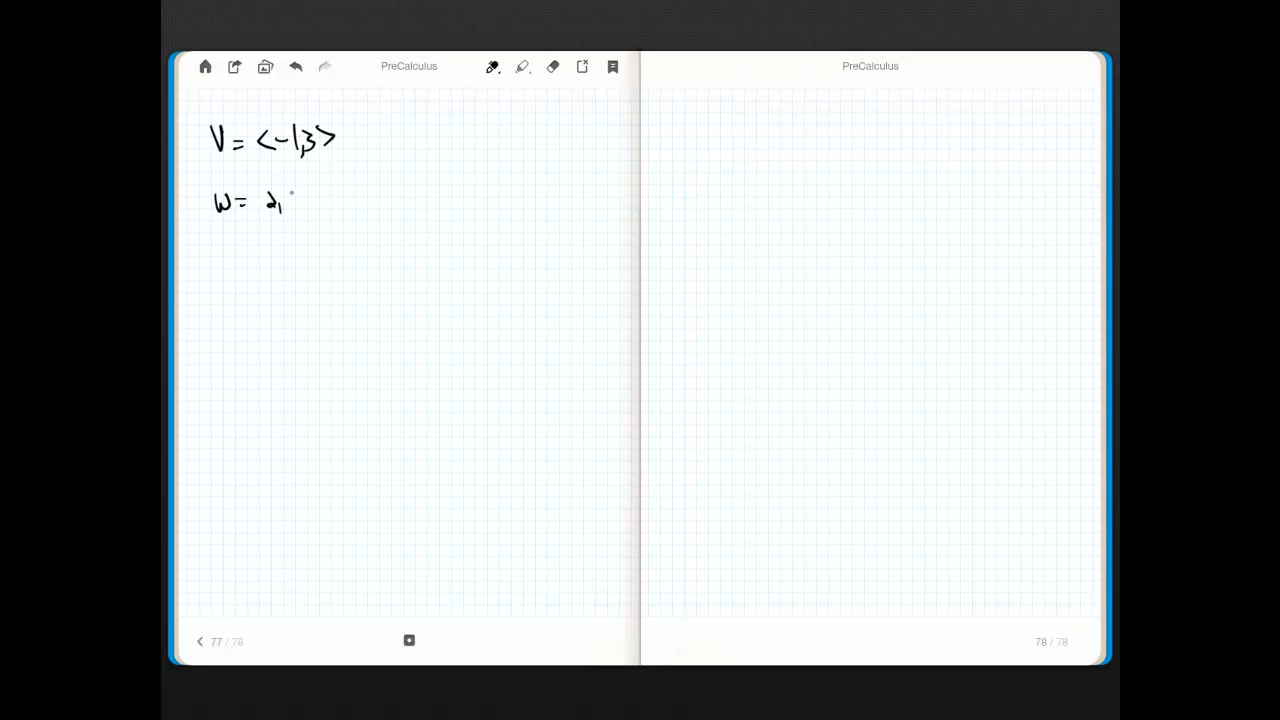 PreCalculus
PreCalculus
V = <-1,3>
W = 2,
77 / 78
78 / 78